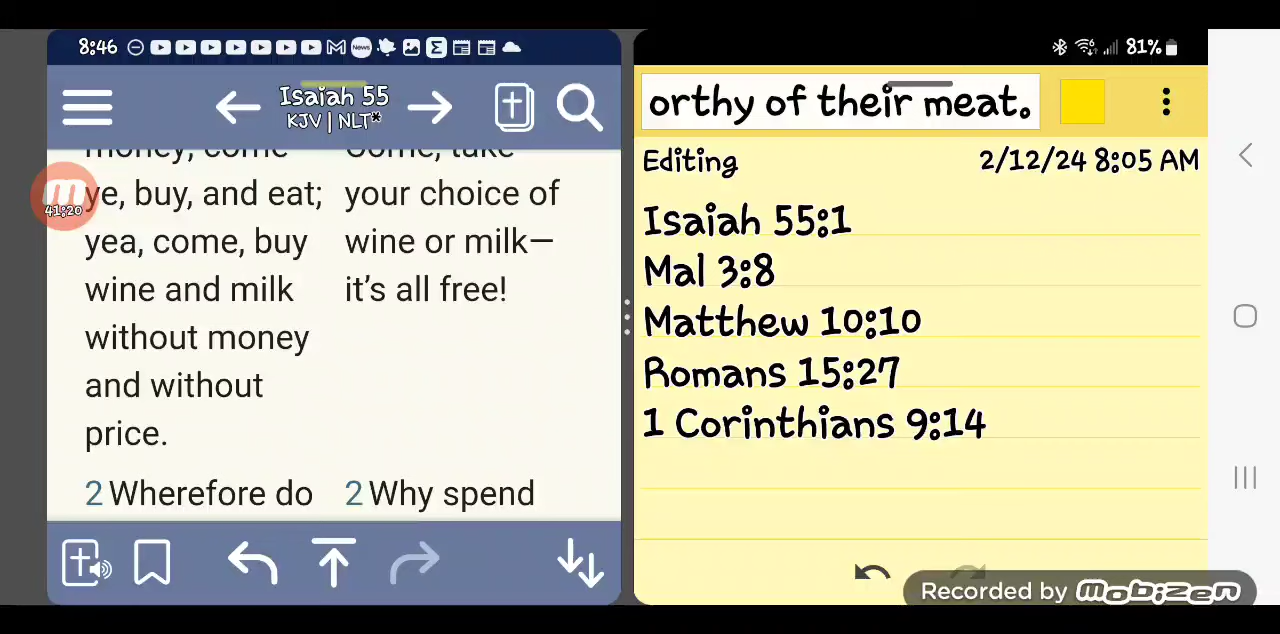 8:46
News
81%
Isaiah 55
KJV | NLT*
money, come
ye, buy, and eat;
yea, come, buy
wine and milk
without money
and without
price.
2 Wherefore do
Come, take
your choice of
wine or milk—
it's all free!
2 Why spend
41:20
orthy of their meat.
Editing
2/12/24 8:05 AM
Isaiah 55:1
Mal 3:8
Matthew 10:10
Romans 15:27
1 Corinthians 9:14
Recorded by Mobizen